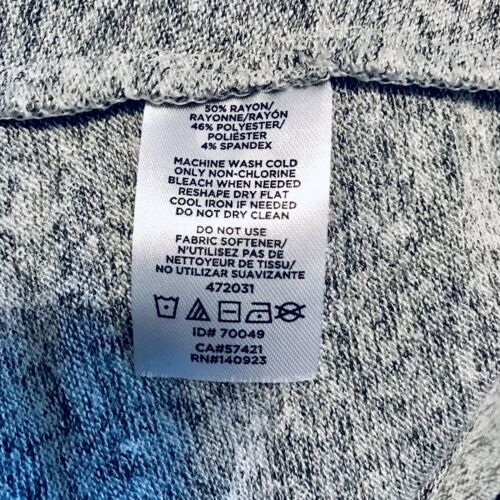 50% RAYON/
RAYONNE/RAYÓN
46% POLYESTER/
POLIÉSTER
4% SPANDEX
MACHINE WASH COLD
ONLY NON-CHLORINE
BLEACH WHEN NEEDED
RESHAPE DRY FLAT
COOL IRON IF NEEDED
DO NOT DRY CLEAN
DO NOT USE
FABRIC SOFTENER/
N'UTILISEZ PAS DE
NETTOYEUR DE TISSU/
NO UTILIZAR SUAVIZANTE
472031
ID# 70049
CA#57421
RN#140923